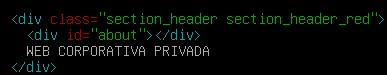 <div class="section_header section_header_red">
<div id="about"></div>
WEB CORPORATIVA PRIVADA
</div>